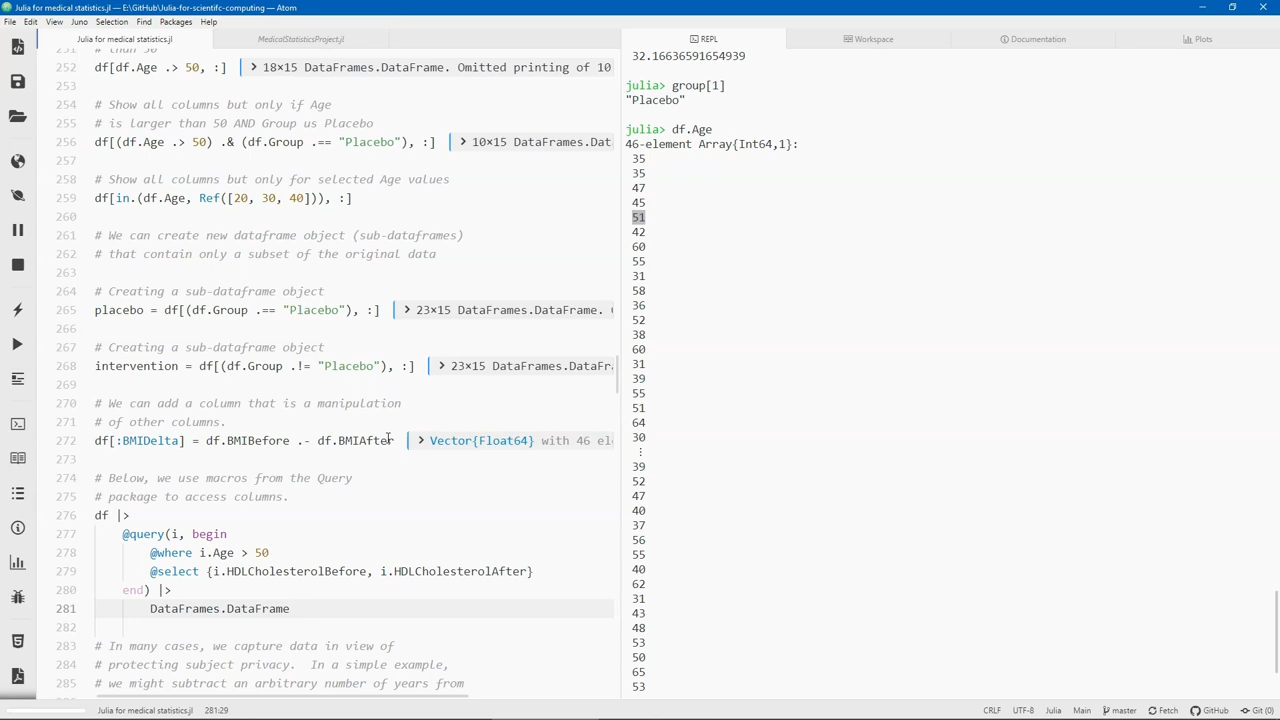 Julia for medical statistics.jl — E:\GitHub\Julia-for-scientifc-computing — Atom
File Edit View Juno Selection Find Packages Help
Julia for medical statistics.jl
MedicalStatisticsProject.jl
REPL
Workspace
Documentation
Plots
251 # than 50
252 df[df.Age .> 50, :] > 18×15 DataFrames.DataFrame. Omitted printing of 10
253
254 # Show all columns but only if Age
255 # is larger than 50 AND Group us Placebo
256 df[(df.Age .> 50) .& (df.Group .== "Placebo"), :] > 10×15 DataFrames.Dat
257
258 # Show all columns but only for selected Age values
259 df[in.(df.Age, Ref([20, 30, 40])), :]
260
261 # We can create new dataframe object (sub-dataframes)
262 # that contain only a subset of the original data
263
264 # Creating a sub-dataframe object
265 placebo = df[(df.Group .== "Placebo"), :] > 23×15 DataFrames.DataFrame.
266
267 # Creating a sub-dataframe object
268 intervention = df[(df.Group .!= "Placebo"), :] > 23×15 DataFrames.DataFr
269
270 # We can add a column that is a manipulation
271 # of other columns.
272 df[:BMIDelta] = df.BMIBefore .- df.BMIAfter > Vector{Float64} with 46 el
273
274 # Below, we use macros from the Query
275 # package to access columns.
276 df |>
277 @query(i, begin
278 @where i.Age > 50
279 @select {i.HDLCholesterolBefore, i.HDLCholesterolAfter}
280 end) |>
281 DataFrames.DataFrame
282
283 # In many cases, we capture data in view of
284 # protecting subject privacy. In a simple example,
285 # we might subtract an arbitrary number of years from
32.16636591654939
julia> group[1]
"Placebo"
julia> df.Age
46-element Array{Int64,1}:
35
35
47
45
51
42
60
55
31
58
36
52
38
60
31
39
55
51
64
30
⋮
39
52
47
40
37
56
55
40
62
31
43
48
53
50
65
53
Julia for medical statistics.jl 281:29
CRLF UTF-8 Julia Main master Fetch GitHub Git (0)